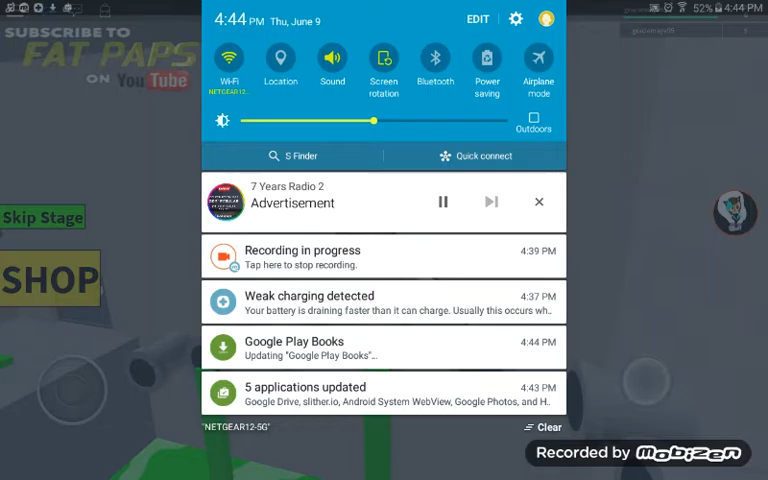 4:44 PM Thu, June 9 EDIT
52% 4:44 PM
SUBSCRIBE TO
FAT PAPS
ON YouTube
Wi-Fi Location Sound Screen rotation Bluetooth Power saving Airplane mode
NETGEAR12..
Outdoors
S Finder Quick connect
7 Years Radio 2
Advertisement
Skip Stage
Recording in progress 4:39 PM
Tap here to stop recording.
SHOP
Weak charging detected 4:37 PM
Your battery is draining faster than it can charge. Usually this occurs wh..
Google Play Books 4:44 PM
Updating "Google Play Books"...
5 applications updated 4:43 PM
Google Drive, slither.io, Android System WebView, Google Photos, and H..
"NETGEAR12-5G" Clear
Recorded by Mobizen